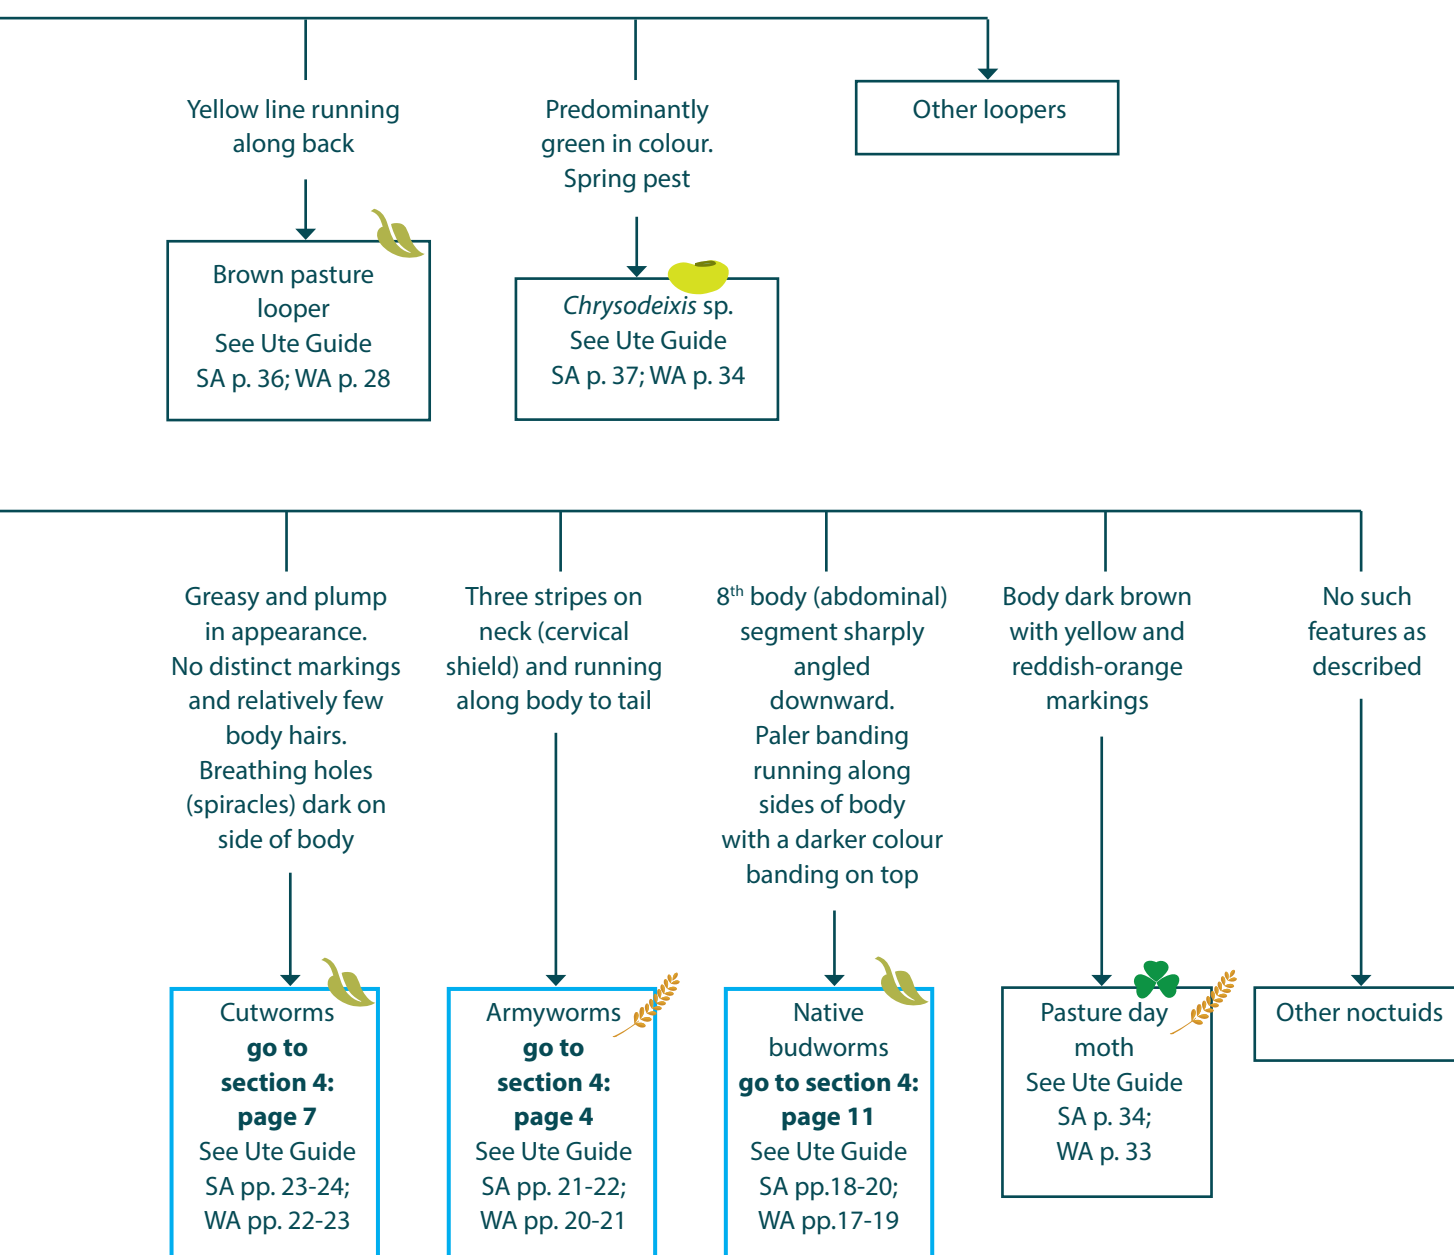 Yellow line running
along back
Predominantly
green in colour.
Spring pest
Other loopers
Brown pasture
looper
See Ute Guide
SA p. 36; WA p. 28
Chrysodeixis sp.
See Ute Guide
SA p. 37; WA p. 34
Greasy and plump
in appearance.
No distinct markings
and relatively few
body hairs.
Breathing holes
(spiracles) dark on
side of body
Three stripes on
neck (cervical
shield) and running
along body to tail
8th body (abdominal)
segment sharply
angled
downward.
Paler banding
running along
sides of body
with a darker colour
banding on top
Body dark brown
with yellow and
reddish-orange
markings
No such
features as
described
Cutworms
go to
section 4:
page 7
See Ute Guide
SA pp. 23-24;
WA pp. 22-23
Armyworms
go to
section 4:
page 4
See Ute Guide
SA pp. 21-22;
WA pp. 20-21
Native
budworms
go to section 4:
page 11
See Ute Guide
SA pp.18-20;
WA pp.17-19
Pasture day
moth
See Ute Guide
SA p. 34;
WA p. 33
Other noctuids